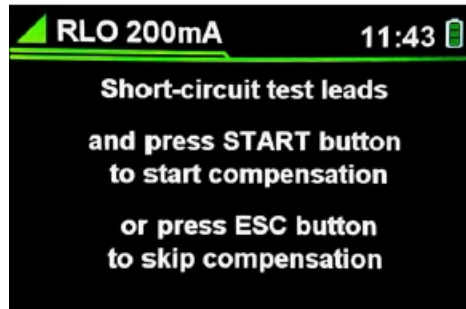 RLO 200mA 11:43
Short-circuit test leads
and press START button
to start compensation
or press ESC button
to skip compensation